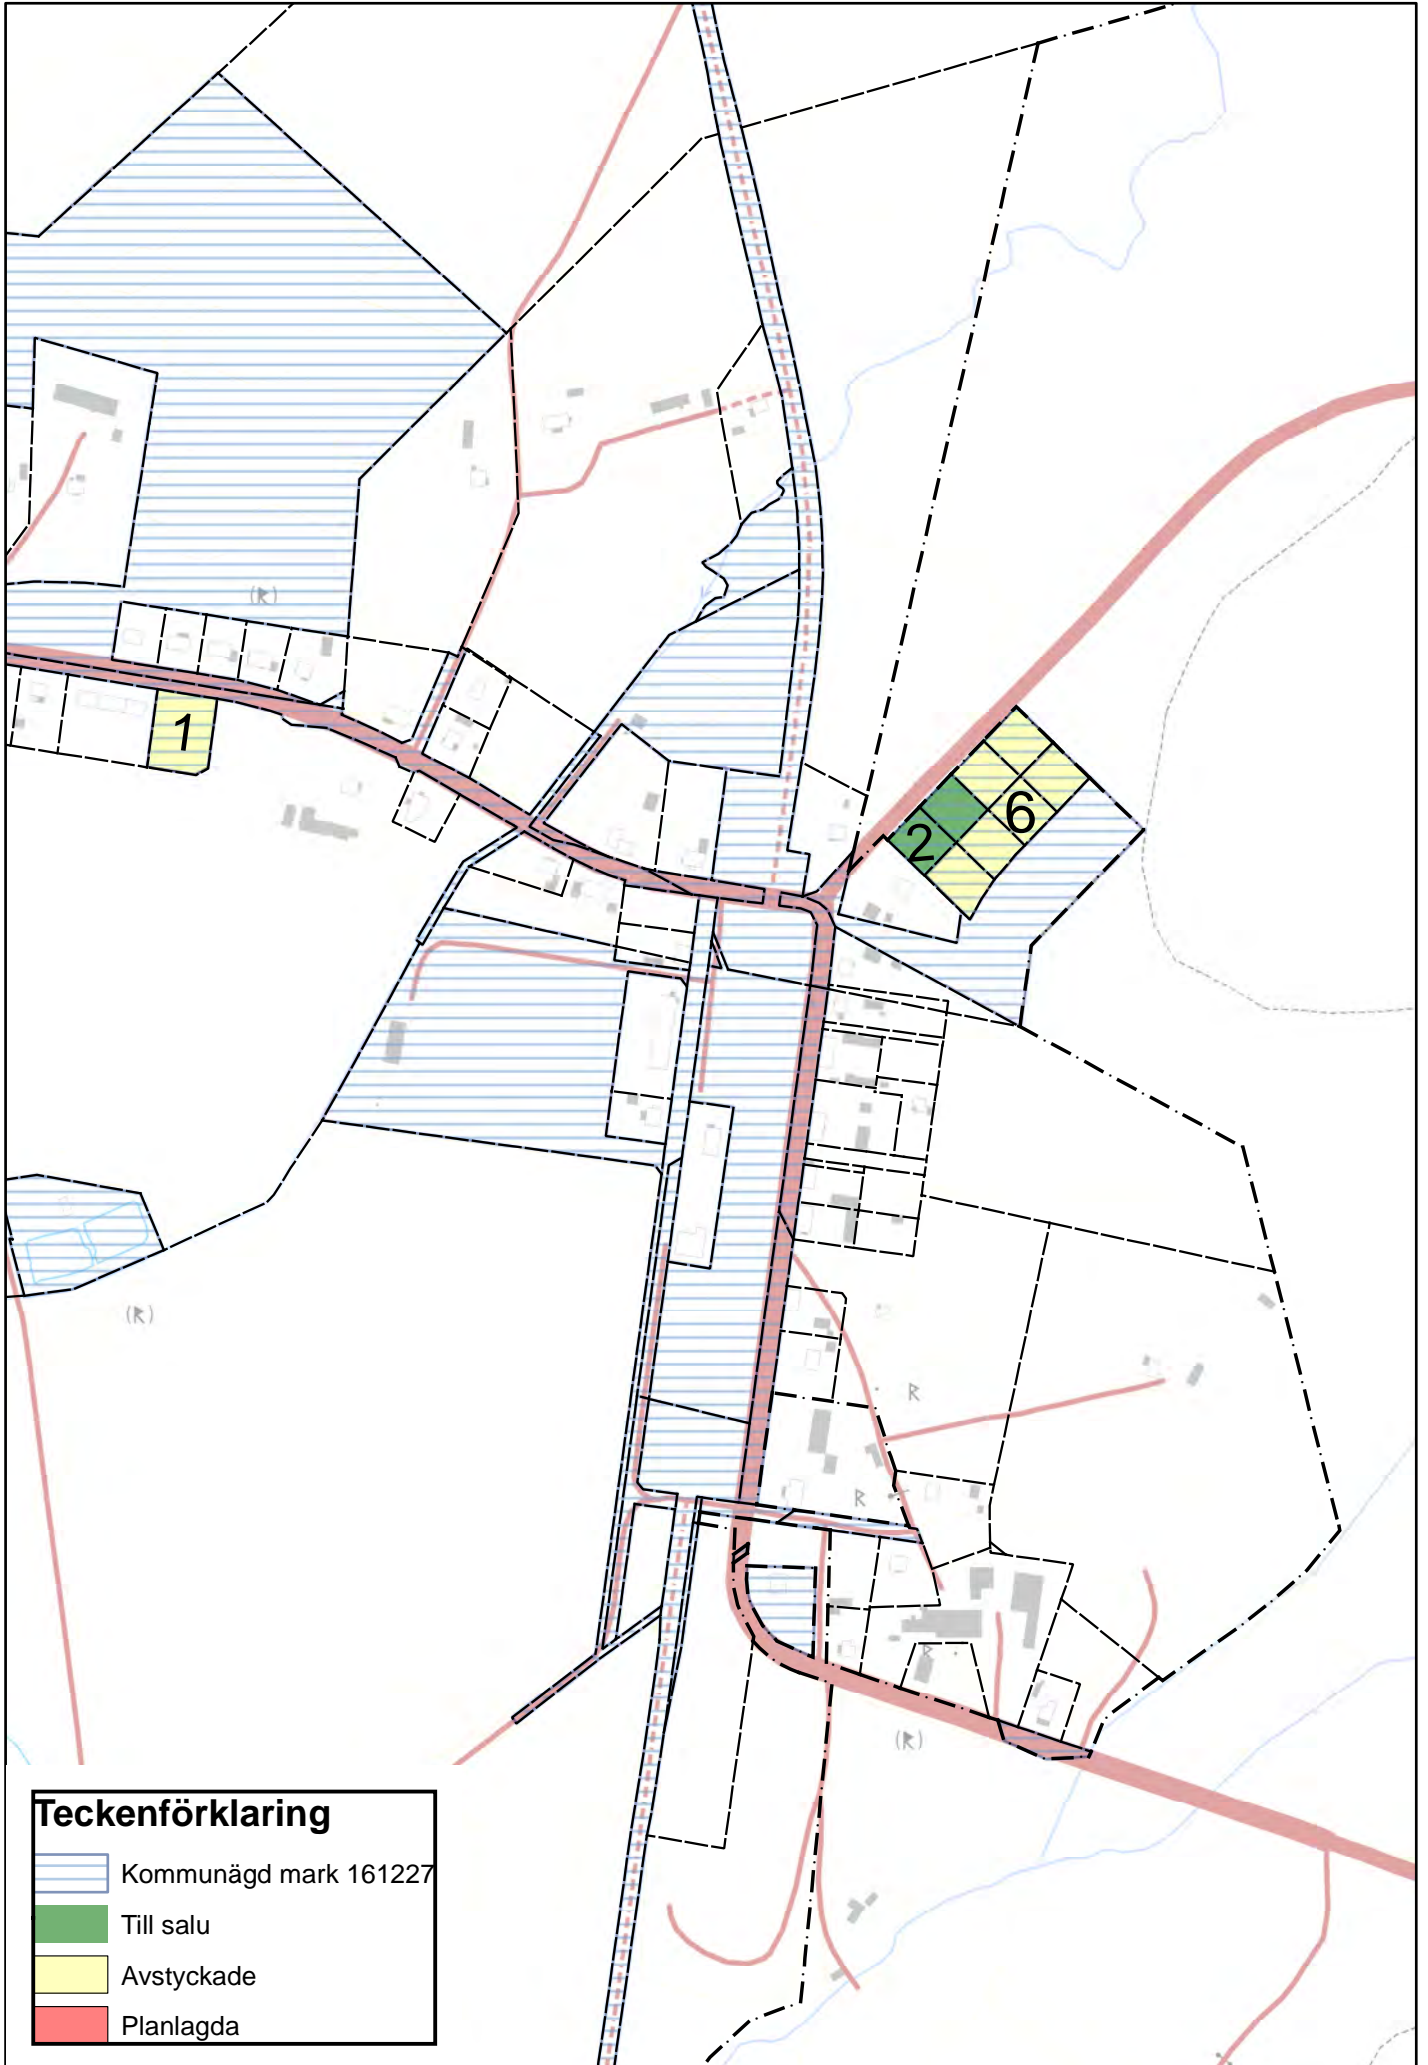 (R)
1
2
6
(R)
R
R
R
(R)
Teckenförklaring
Kommunägd mark 161227
Till salu
Avstyckade
Planlagda